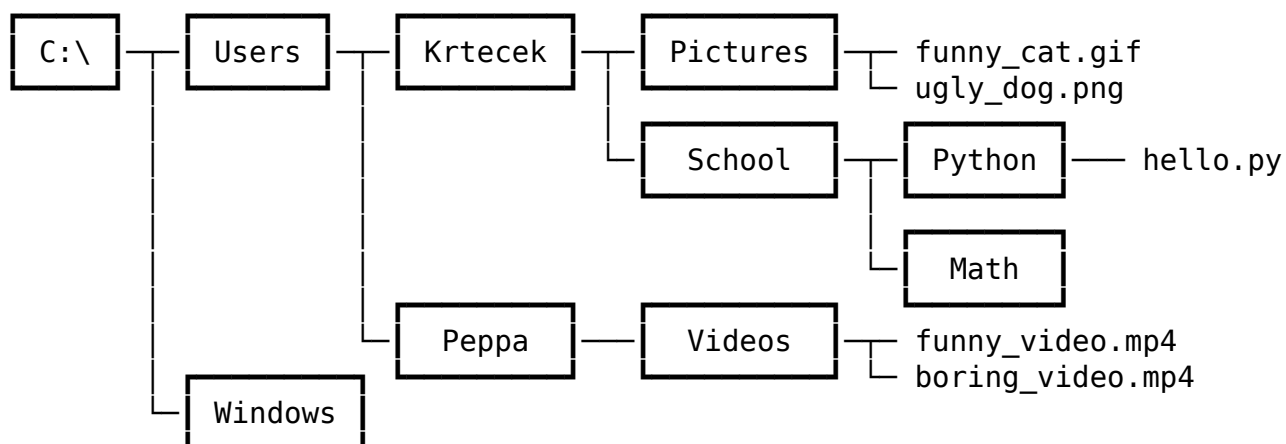 C:\ Users Krtecek Pictures funny_cat.gif
ugly_dog.png
School Python hello.py
Math
Peppa Videos funny_video.mp4
boring_video.mp4
Windows